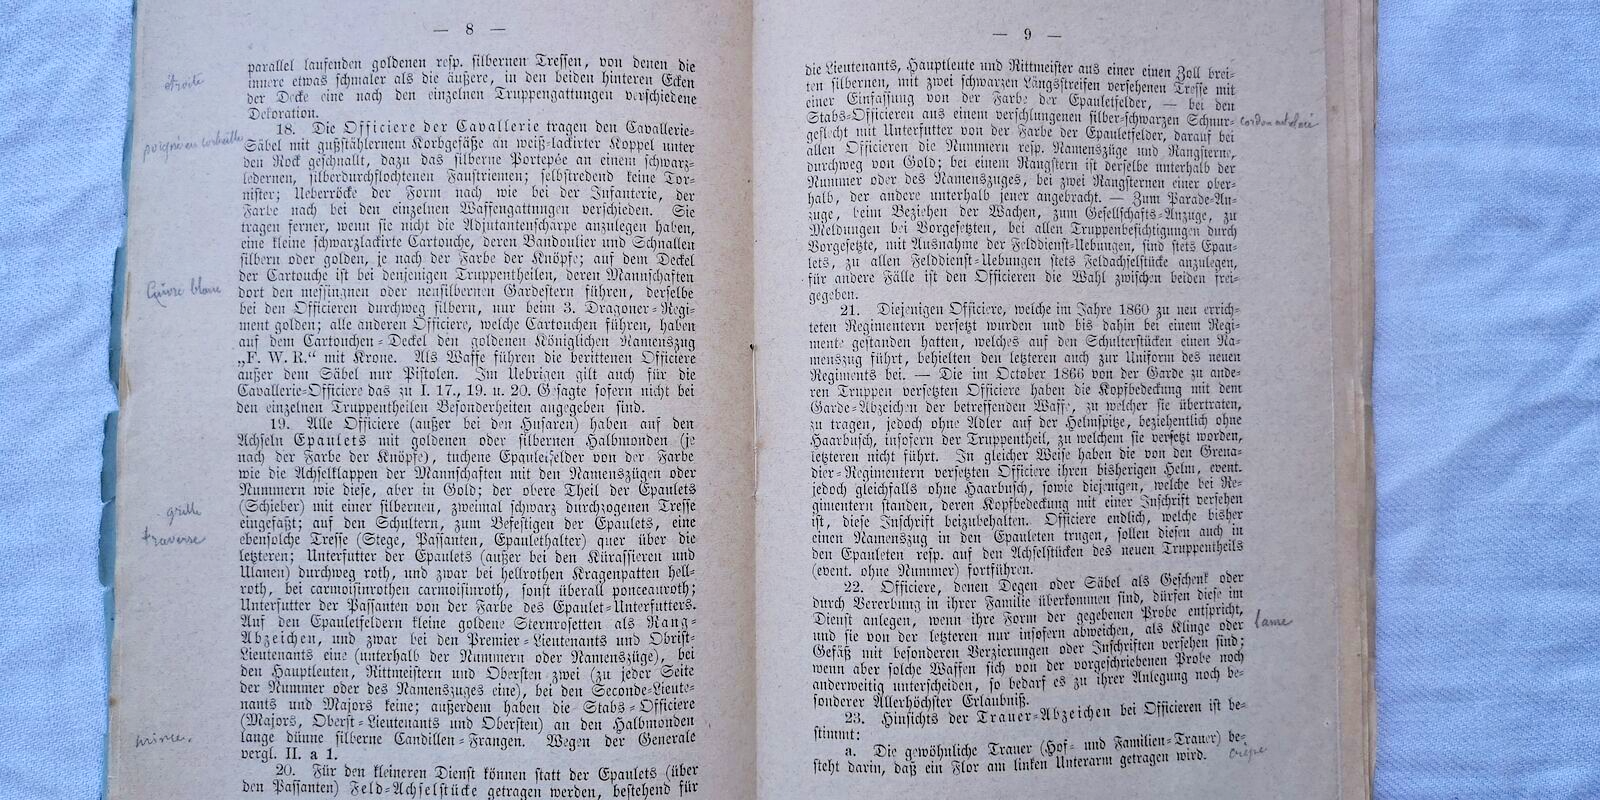 — 8 —
étroite
parallel laufenden goldenen resp. silbernen Tressen, von denen die
innere etwas schmaler als die äußere, in den beiden hinteren Ecken
der Decke eine nach den einzelnen Truppengattungen verschiedene
Dekoration.
18. Die Officiere der Cavallerie tragen den Cavallerie-
poignée en corbeille
Säbel mit gußstählernem Korbgefäße an weiß-lackirter Koppel unter
den Rock geschnallt, dazu das silberne Portepée an einem schwarz-
ledernen, silberdurchflochtenen Faustriemen; selbstredend keine Tor-
nister; Ueberröcke der Form nach wie bei der Infanterie, der
Farbe nach bei den einzelnen Waffengattungen verschieden. Sie
tragen ferner, wenn sie nicht die Adjutantenschärpe anzulegen haben,
eine kleine schwarzlackirte Cartouche, deren Bandoulier und Schnallen
silbern oder golden, je nach der Farbe der Knöpfe; auf dem Deckel
der Cartouche ist bei denjenigen Truppentheilen, deren Mannschaften
Cuivre blanc
dort den messingnen oder neusilbernen Gardestern führen, derselbe
bei den Officieren durchweg silbern, nur beim 3. Dragoner-Regi-
ment golden; alle anderen Officiere, welche Cartouchen führen, haben
auf dem Cartouchen-Deckel den goldenen Königlichen Namenszug
„F. W. R.“ mit Krone. Als Waffe führen die berittenen Officiere
außer dem Säbel nur Pistolen. Im Uebrigen gilt auch für die
Cavallerie-Officiere das zu I. 17., 19. u. 20. Gesagte sofern nicht bei
den einzelnen Truppentheilen Besonderheiten angegeben sind.
19. Alle Officiere (außer bei den Husaren) haben auf den
Achseln Epaulets mit goldenen oder silbernen Halbmonden (je
nach der Farbe der Knöpfe), tuchene Epauletfelder von der Farbe
wie die Achselklappen der Mannschaften mit den Namenszügen oder
Nummern wie diese, aber in Gold; der obere Theil der Epaulets
(Schieber) mit einer silbernen, zweimal schwarz durchzogenen Tresse
grille
eingefaßt; auf den Schultern, zum Befestigen der Epaulets, eine
traverse
ebensolche Tresse (Stege, Passanten, Epaulethalter) quer über die
letzteren; Unterfutter der Epaulets (außer bei den Kürassieren und
Ulanen) durchweg roth, und zwar bei hellrothen Kragenpatten hell-
roth, bei carmoisinrothen carmoisinroth, sonst überall ponceauroth;
Unterfutter der Passanten von der Farbe des Epaulet-Unterfutters.
Auf den Epauletfeldern kleine goldene Sternrosetten als Rang-
Abzeichen, und zwar bei den Premier-Lieutenants und Obrist-
Lieutenants eine (unterhalb der Nummern oder Namenszüge), bei
den Hauptleuten, Rittmeistern und Obersten zwei (zu jeder Seite
der Nummer oder des Namenszuges eine), bei den Seconde-Lieute-
nants und Majors keine; außerdem haben die Stabs-Officiere
(Majors, Oberst-Lieutenants und Obersten) an den Halbmonden
mince.
lange dünne silberne Candillen-Frangen. Wegen der Generale
vergl. II. a 1.
20. Für den kleineren Dienst können statt der Epaulets (über
den Passanten) Feld-Achselstücke getragen werden, bestehend für
— 9 —
die Lieutenants, Hauptleute und Rittmeister aus einer einen Zoll brei-
ten silbernen, mit zwei schwarzen Längsstreifen versehenen Tresse mit
einer Einfassung von der Farbe der Epauletfelder, — bei den
Stabs-Officieren aus einem verschlungenen silber-schwarzen Schnur-
geflecht mit Unterfutter von der Farbe der Epauletfelder, darauf bei
allen Officieren die Nummern resp. Namenszüge und Rangsterne,
durchweg von Gold; bei einem Rangstern ist derselbe unterhalb der
Nummer oder des Namenszuges, bei zwei Rangsternen einer ober-
halb, der andere unterhalb jener angebracht. — Zum Parade-An-
zuge, beim Beziehen der Wachen, zum Gesellschafts-Anzuge, zu
Meldungen bei Vorgesetzten, bei allen Truppenbesichtigungen durch
Vorgesetzte, mit Ausnahme der Felddienst-Uebungen, sind stets Epau-
lets, zu allen Felddienst-Uebungen stets Feldachselstücke anzulegen,
für andere Fälle ist den Officieren die Wahl zwischen beiden frei-
gegeben.
21. Diejenigen Officiere, welche im Jahre 1860 zu neu errich-
teten Regimentern versetzt wurden und bis dahin bei einem Regi-
mente gestanden hatten, welches auf den Schulterstücken einen Na-
menszug führt, behielten den letzteren auch zur Uniform des neuen
Regiments bei. — Die im October 1866 von der Garde zu ande-
ren Truppen versetzten Officiere haben die Kopfbedeckung mit dem
Garde-Abzeichen der betreffenden Waffe, zu welcher sie übertraten,
zu tragen, jedoch ohne Adler auf der Helmspitze, beziehentlich ohne
Haarbusch, insofern der Truppentheil, zu welchem sie versetzt worden,
letzteren nicht führt. In gleicher Weise haben die von den Grena-
dier-Regimentern versetzten Officiere ihren bisherigen Helm, event.
jedoch gleichfalls ohne Haarbusch, sowie diejenigen, welche bei Re-
gimentern standen, deren Kopfbedeckung mit einer Inschrift versehen
ist, diese Inschrift beizubehalten. Officiere endlich, welche bisher
einen Namenszug in den Epauleten trugen, sollen diesen auch in
den Epauleten resp. auf den Achselstücken des neuen Truppentheils
(event. ohne Nummer) fortführen.
22. Officiere, denen Degen oder Säbel als Geschenk oder
durch Vererbung in ihrer Familie überkommen sind, dürfen diese im
Dienst anlegen, wenn ihre Form der gegebenen Probe entspricht,
und sie von der letzteren nur insofern abweichen, als Klinge oder
lame
Gefäß mit besonderen Verzierungen oder Inschriften versehen sind;
wenn aber solche Waffen sich von der vorgeschriebenen Probe noch
anderweitig unterscheiden, so bedarf es zu ihrer Anlegung noch be-
sonderer Allerhöchster Erlaubniß.
23. Hinsichts der Trauer-Abzeichen bei Officieren ist be-
stimmt:
a. Die gewöhnliche Trauer (Hof- und Familien-Trauer) be-
steht darin, daß ein Flor am linken Unterarm getragen wird.
crêpe